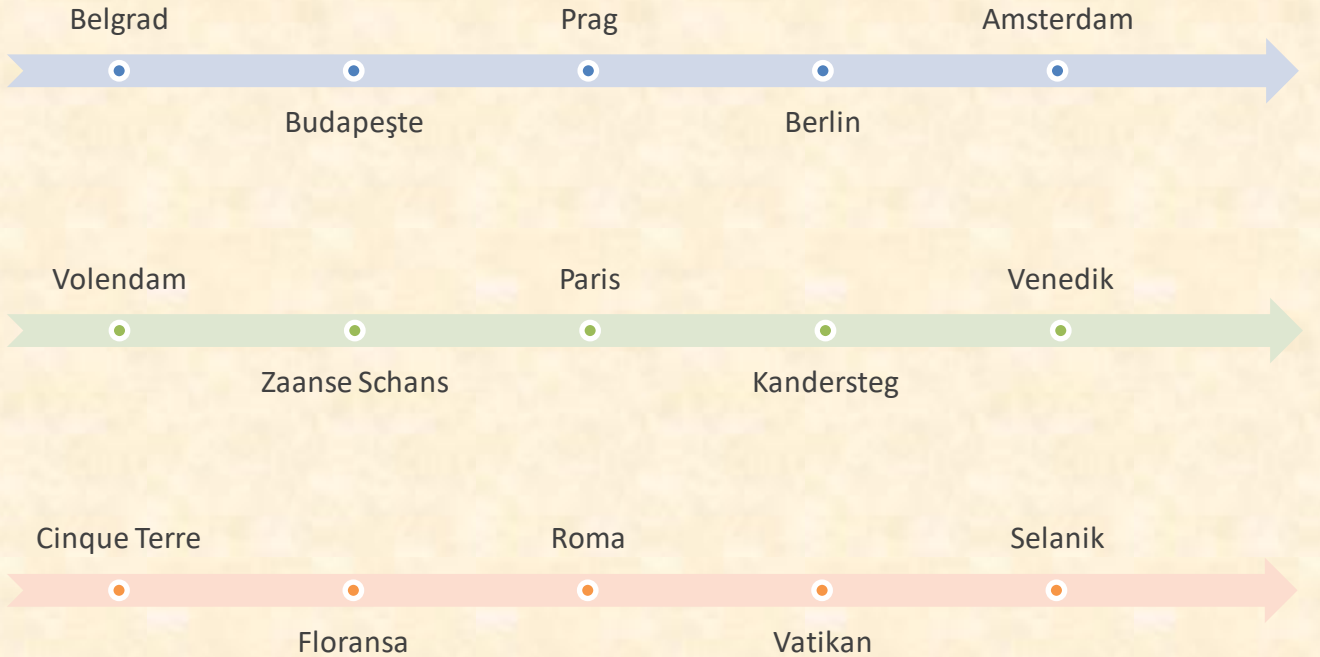 Belgrad
Prag
Amsterdam
Budapeşte
Berlin
Volendam
Paris
Venedik
Zaanse Schans
Kandersteg
Cinque Terre
Roma
Selanik
Floransa
Vatikan